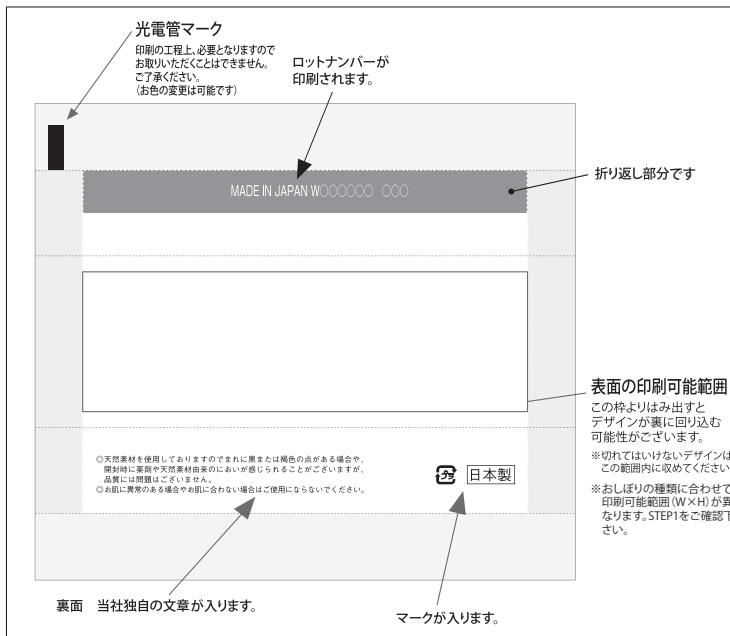 光電管マーク
印刷の工程上、必要となりますので
お取りいただくことはできません。
ご了承ください。
(お色の変更は可能です)
ロットナンバーが
印刷されます。
MADE IN JAPAN W○○○○○○ ○○○
折り返し部分です
表面の印刷可能範囲
この枠よりはみ出すと
デザインが裏に回り込む
可能性がございます。
※切れてはいけないデザインは
この範囲内に収めてください
※おしぼりの種類に合わせて
印刷可能範囲(W×H)が異
なります。STEP1をご確認下
さい。
◎天然素材を使用しておりますのでまれに黒または褐色の点がある場合や、
開封時に薬剤や天然素材由来のにおいが感じられることがございますが、
品質には問題はございません。
◎お肌に異常のある場合やお肌に合わない場合はご使用にならないでください。
プラ
日本製
裏面 当社独自の文章が入ります。
マークが入ります。